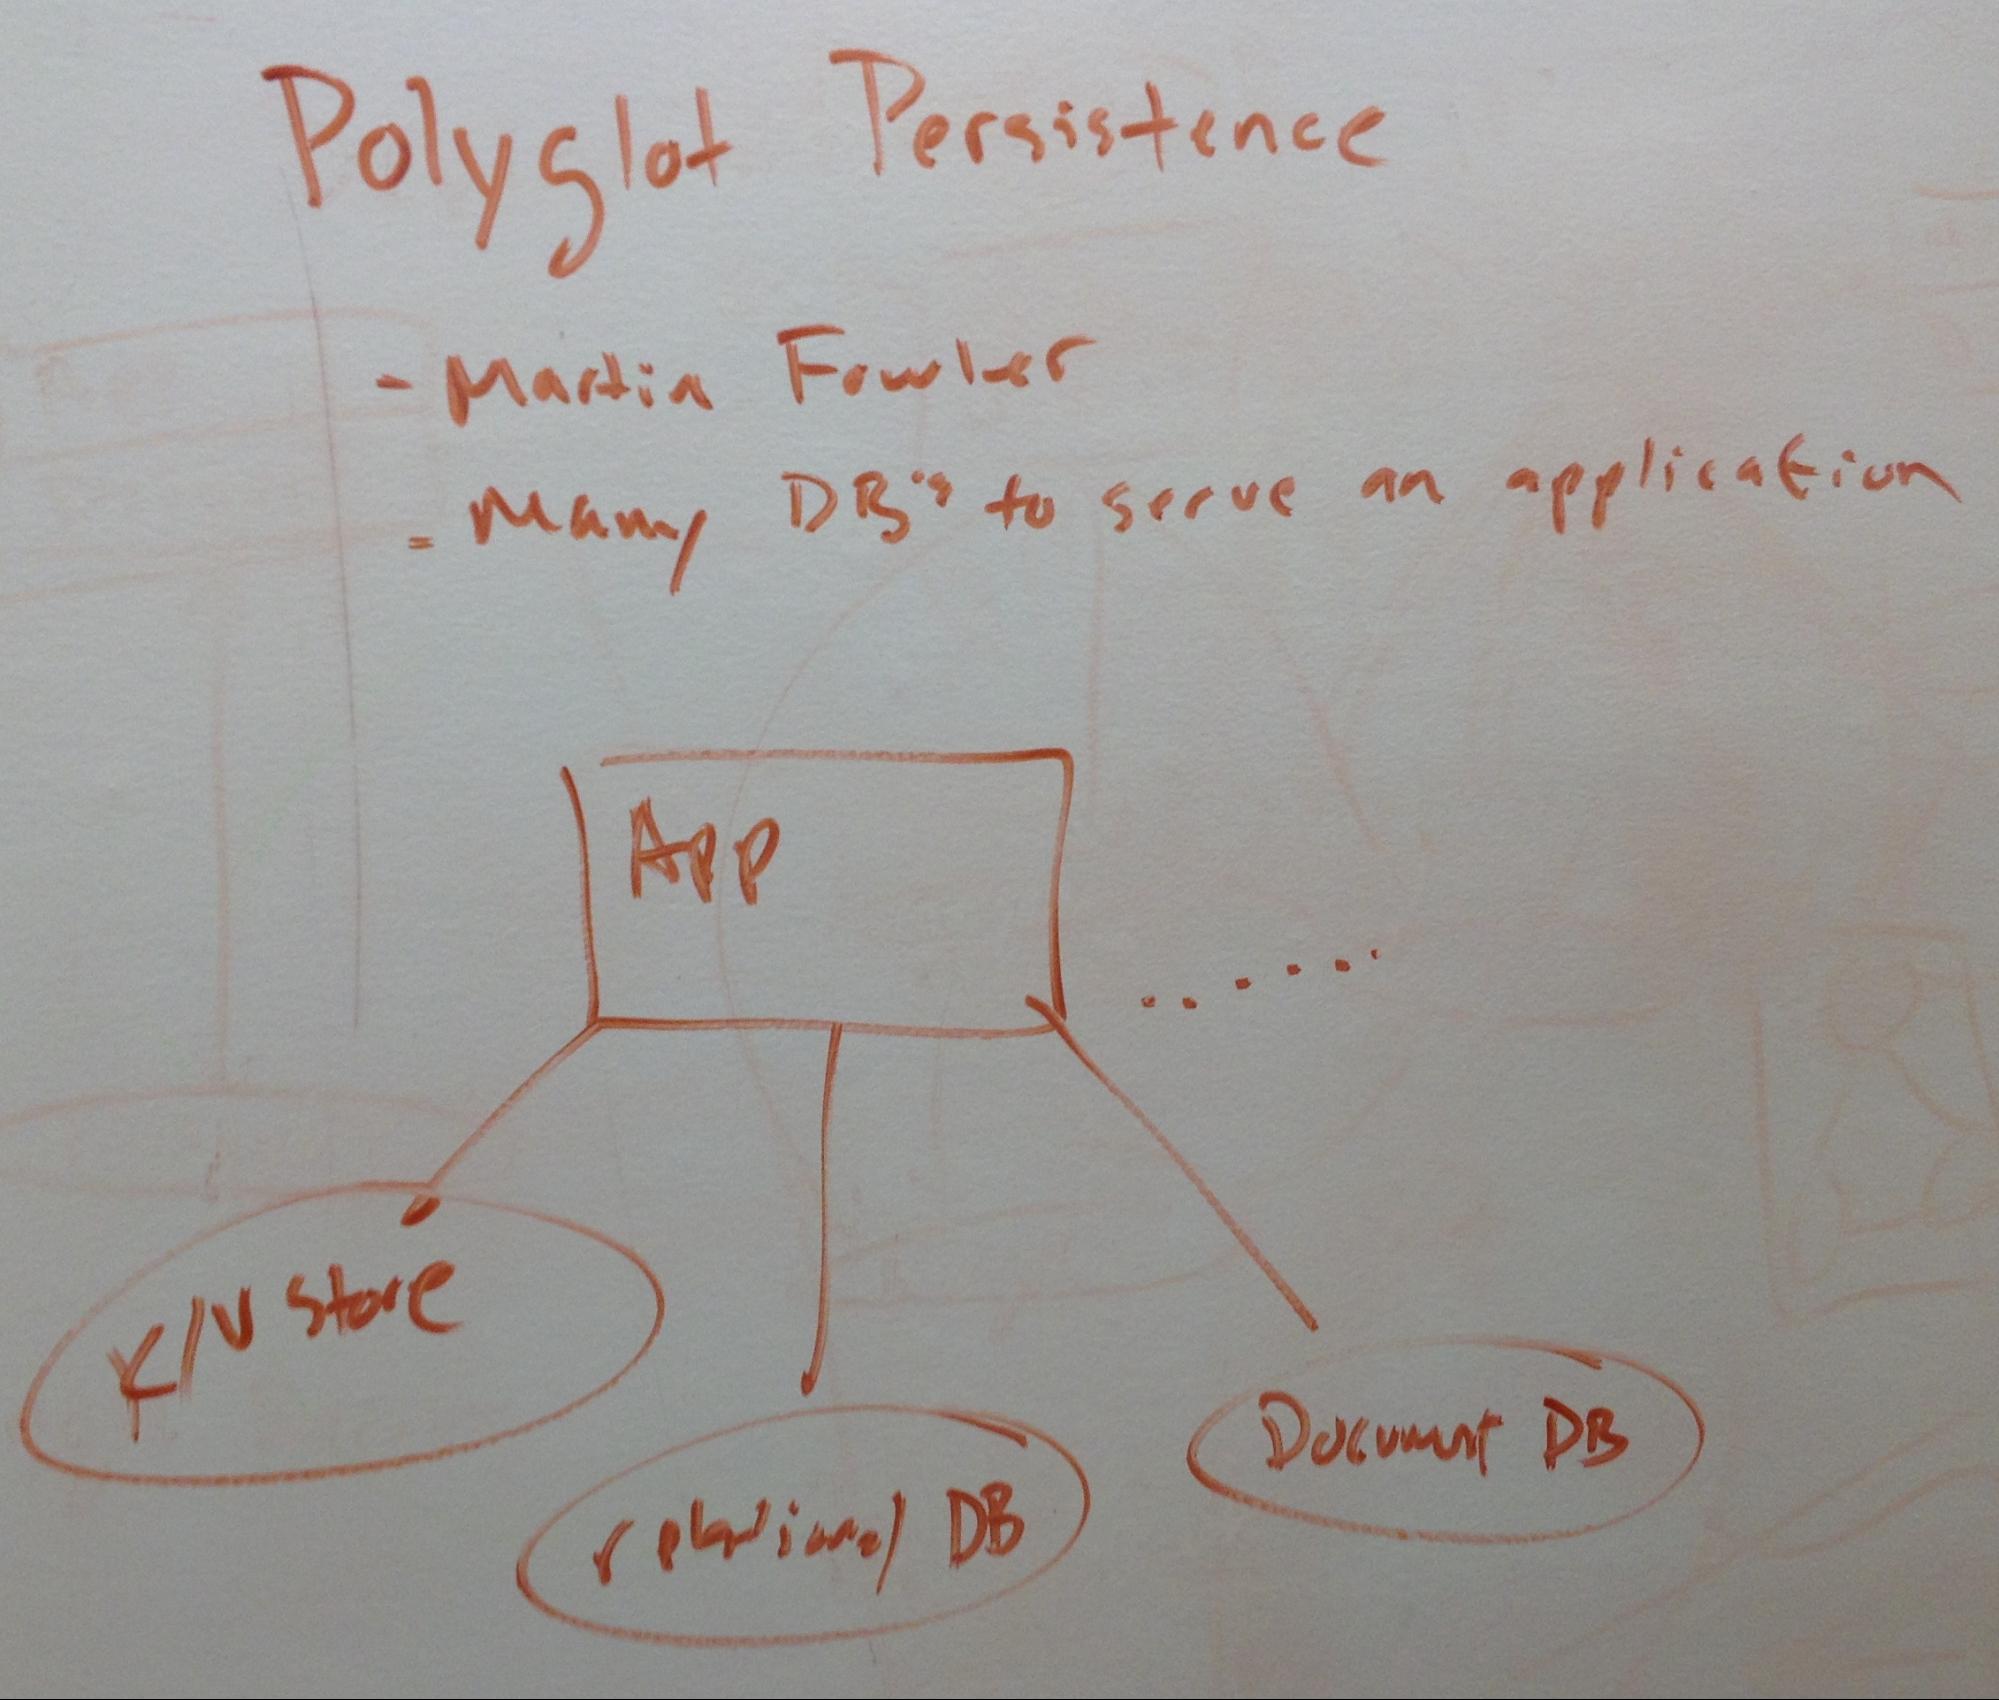 Polyglot Persistence
- Martin Fowler
- Many DB's to serve an application
App
K/V Store
relational DB
Document DB